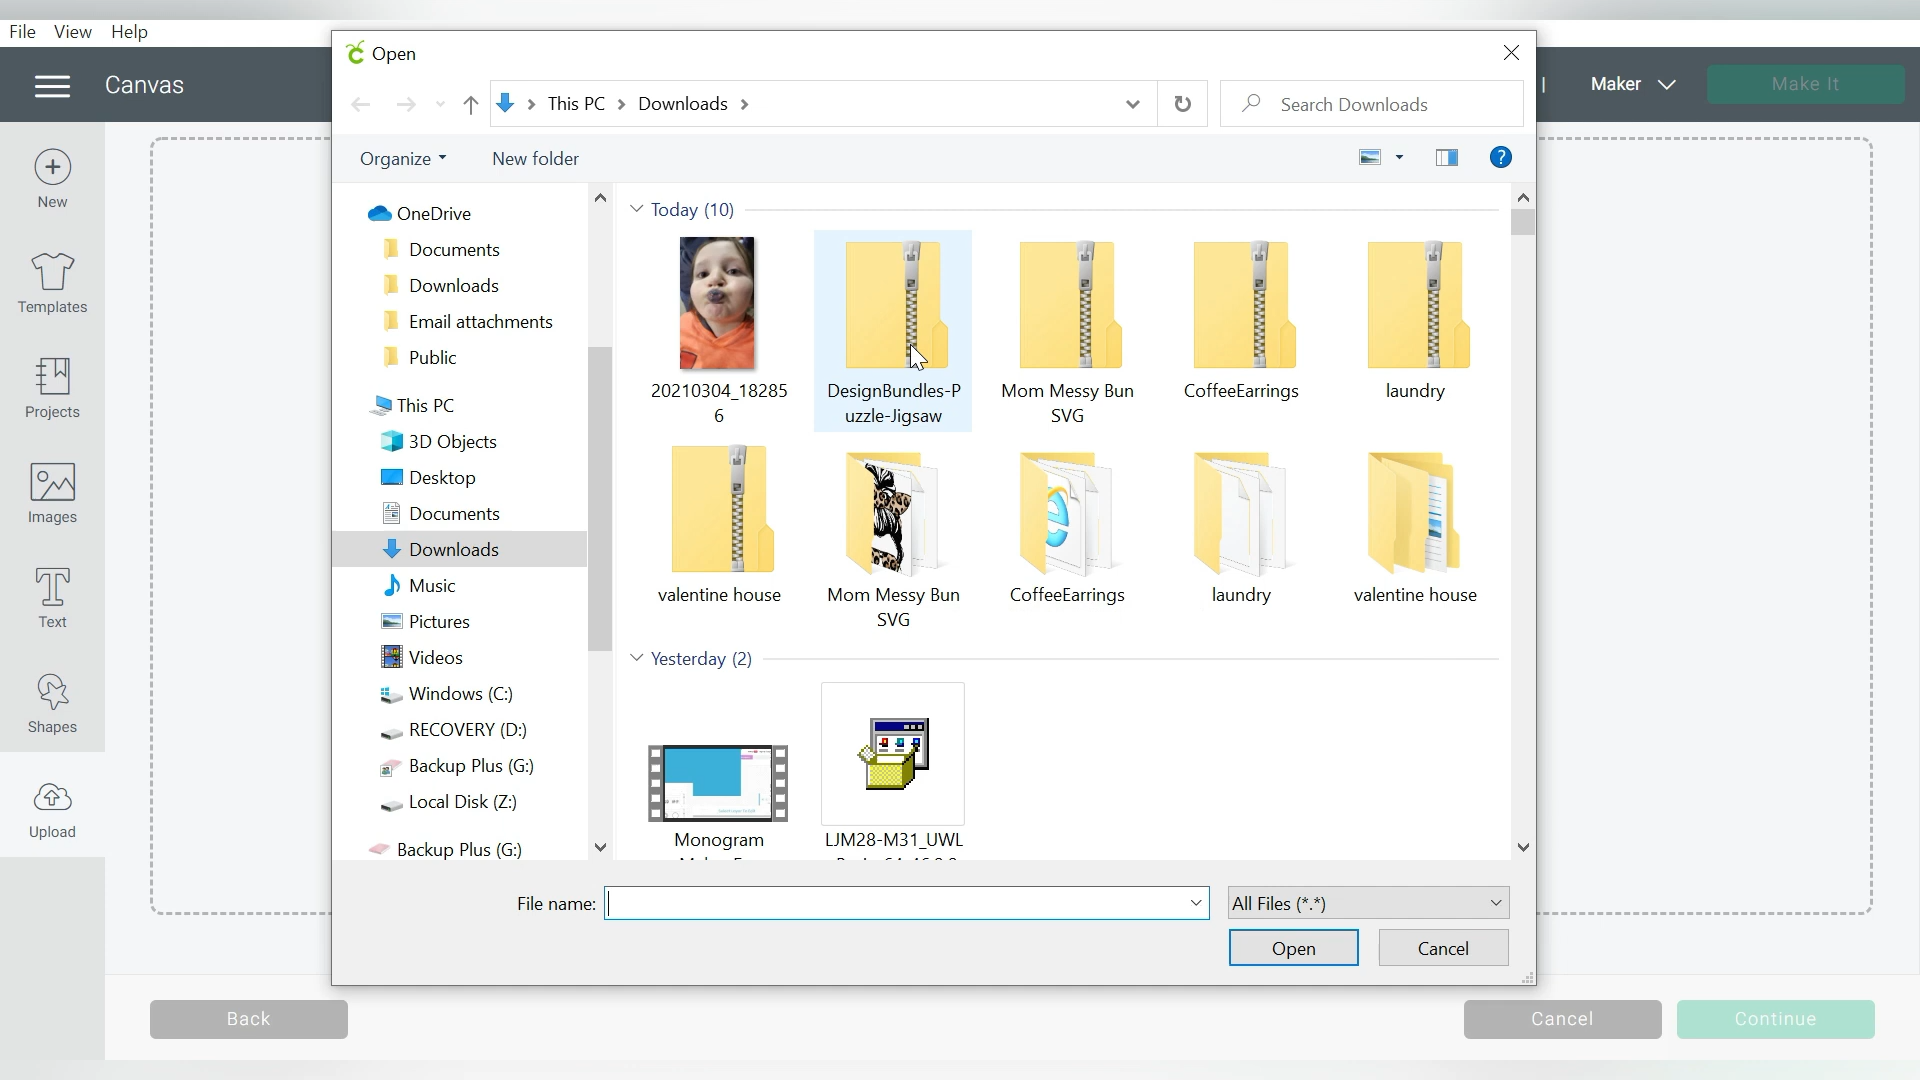 File View Help
Open
Canvas
This PC > Downloads >
Search Downloads
|
Maker
Make It
Organize
New folder
?
New
Templates
Projects
Images
Text
Shapes
Upload
OneDrive
Documents
Downloads
Email attachments
Public
This PC
3D Objects
Desktop
Documents
Downloads
Music
Pictures
Videos
Windows (C:)
RECOVERY (D:)
Backup Plus (G:)
Local Disk (Z:)
Backup Plus (G:)
Today (10)
20210304_18285
6
DesignBundles-P
uzzle-Jigsaw
Mom Messy Bun
SVG
CoffeeEarrings
laundry
valentine house
Mom Messy Bun
SVG
CoffeeEarrings
laundry
valentine house
Yesterday (2)
Monogram
LJM28-M31_UWL
File name:
All Files (*.*)
Open
Cancel
Back
Cancel
Continue